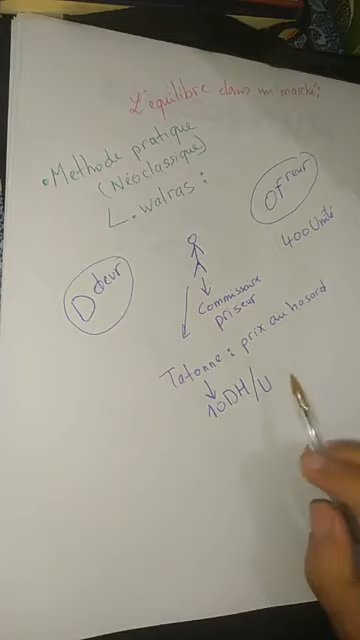 L'équilibre dans un marché:
• Methode pratique
(Néoclassique)
L. walras :
Offreur
400 Unité
Ddeur
Commissaire
priseur
Tatonne : prix au hasard
10DH/U